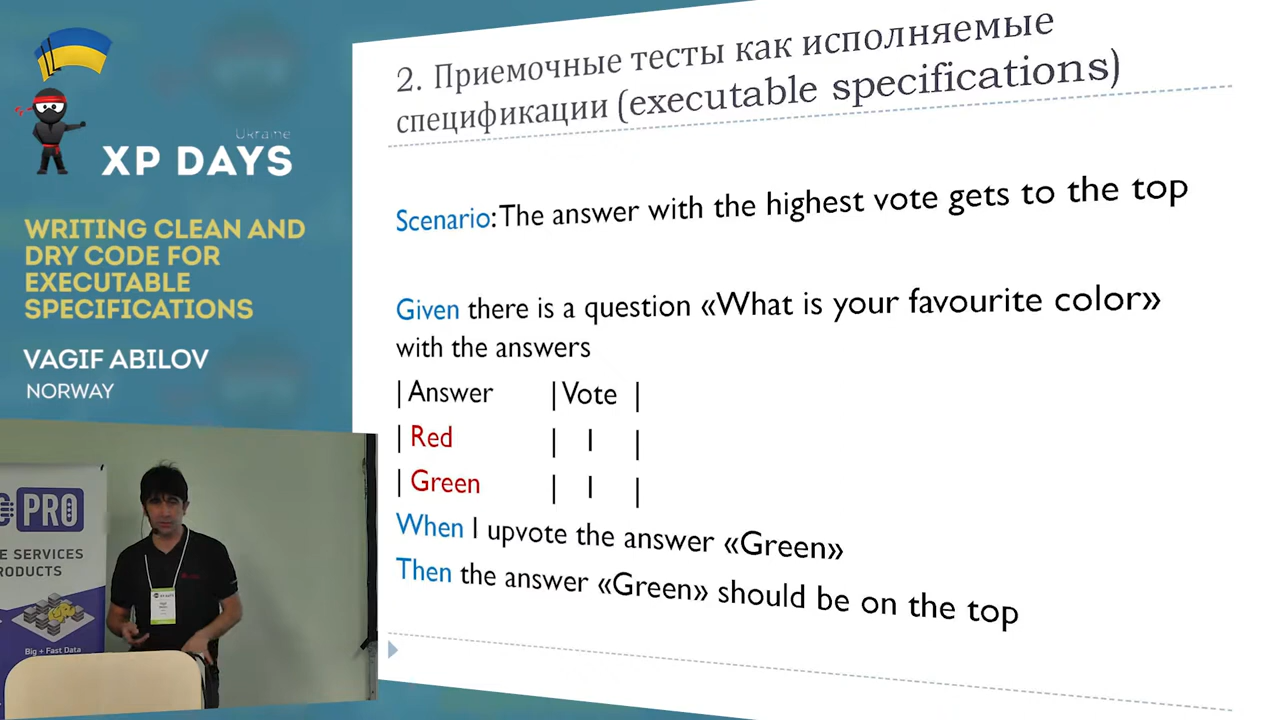 Ukraine
XP DAYS
WRITING CLEAN AND
DRY CODE FOR
EXECUTABLE
SPECIFICATIONS
VAGIF ABILOV
NORWAY
PRO
E SERVICES
RODUCTS
Big + Fast Data
2. Приемочные тесты как исполняемые
спецификации (executable specifications)
Scenario: The answer with the highest vote gets to the top
Given there is a question «What is your favourite color»
with the answers
| Answer | Vote |
| Red | 1 |
| Green | 1 |
When I upvote the answer «Green»
Then the answer «Green» should be on the top